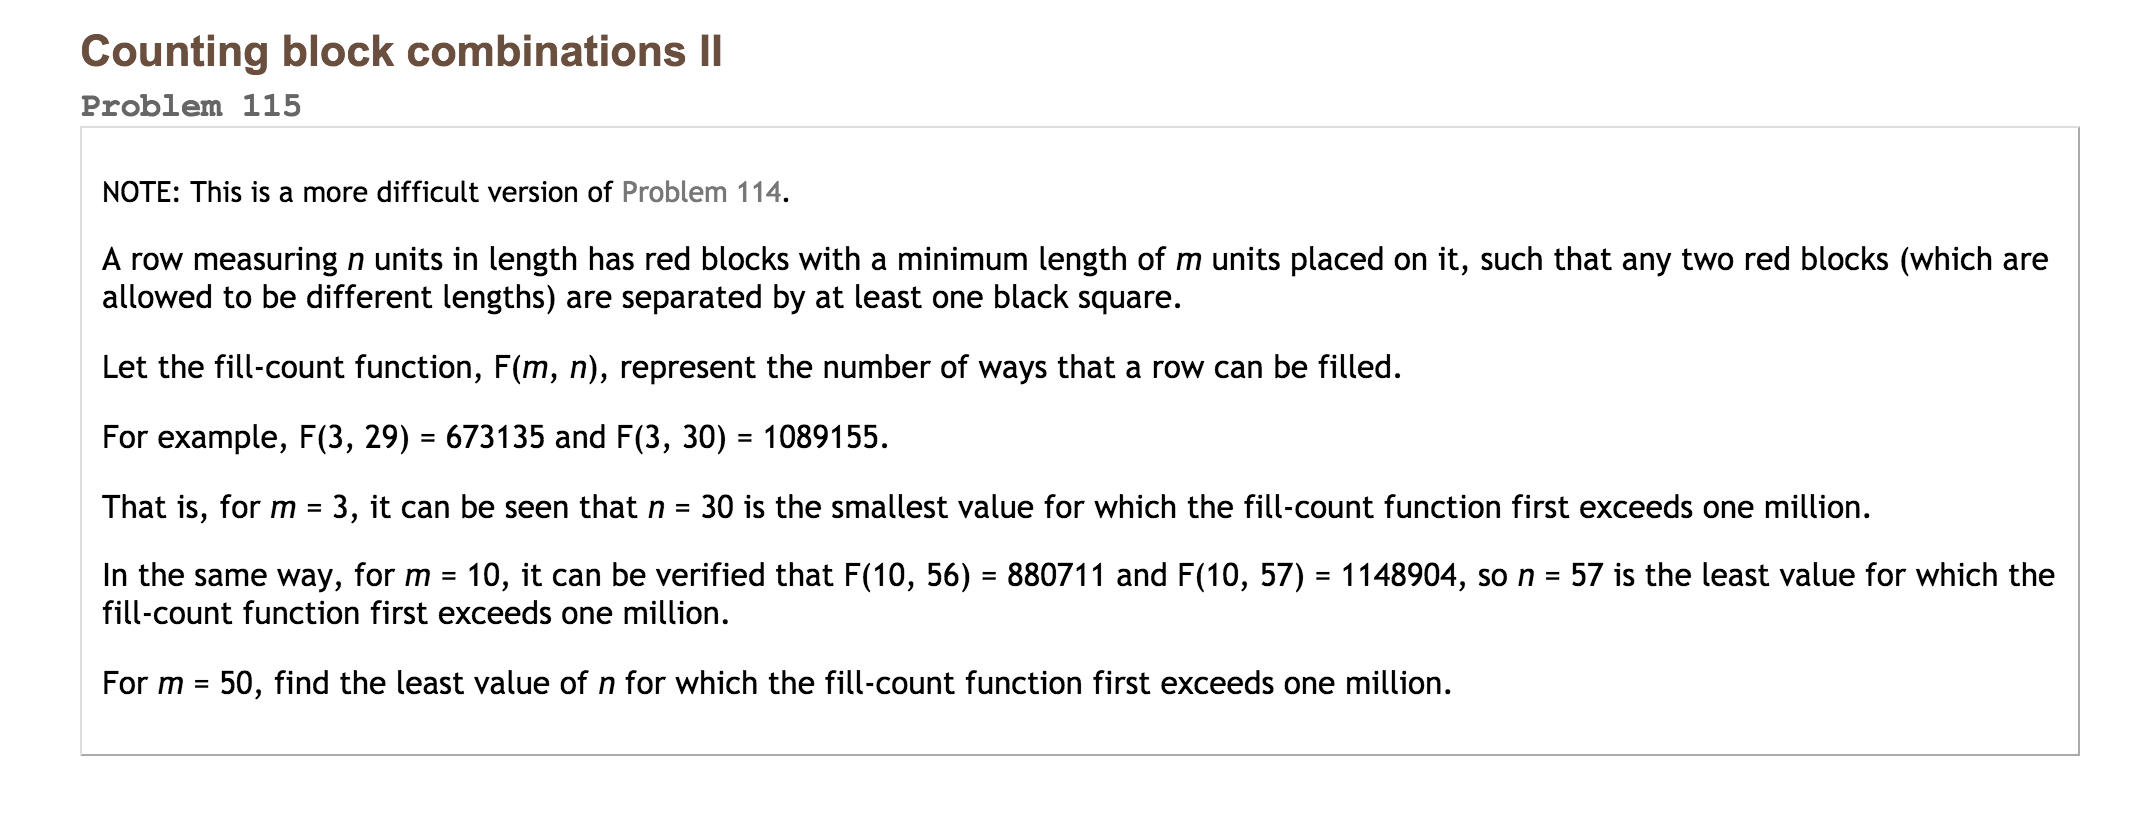 Counting block combinations II
Problem 115
NOTE: This is a more difficult version of Problem 114.
A row measuring n units in length has red blocks with a minimum length of m units placed on it, such that any two red blocks (which are
allowed to be different lengths) are separated by at least one black square.
Let the fill-count function, F(m, n), represent the number of ways that a row can be filled.
For example, F(3, 29) = 673135 and F(3, 30) = 1089155.
That is, for m = 3, it can be seen that n = 30 is the smallest value for which the fill-count function first exceeds one million.
In the same way, for m = 10, it can be verified that F(10, 56) = 880711 and F(10, 57) = 1148904, so n = 57 is the least value for which the
fill-count function first exceeds one million.
For m = 50, find the least value of n for which the fill-count function first exceeds one million.